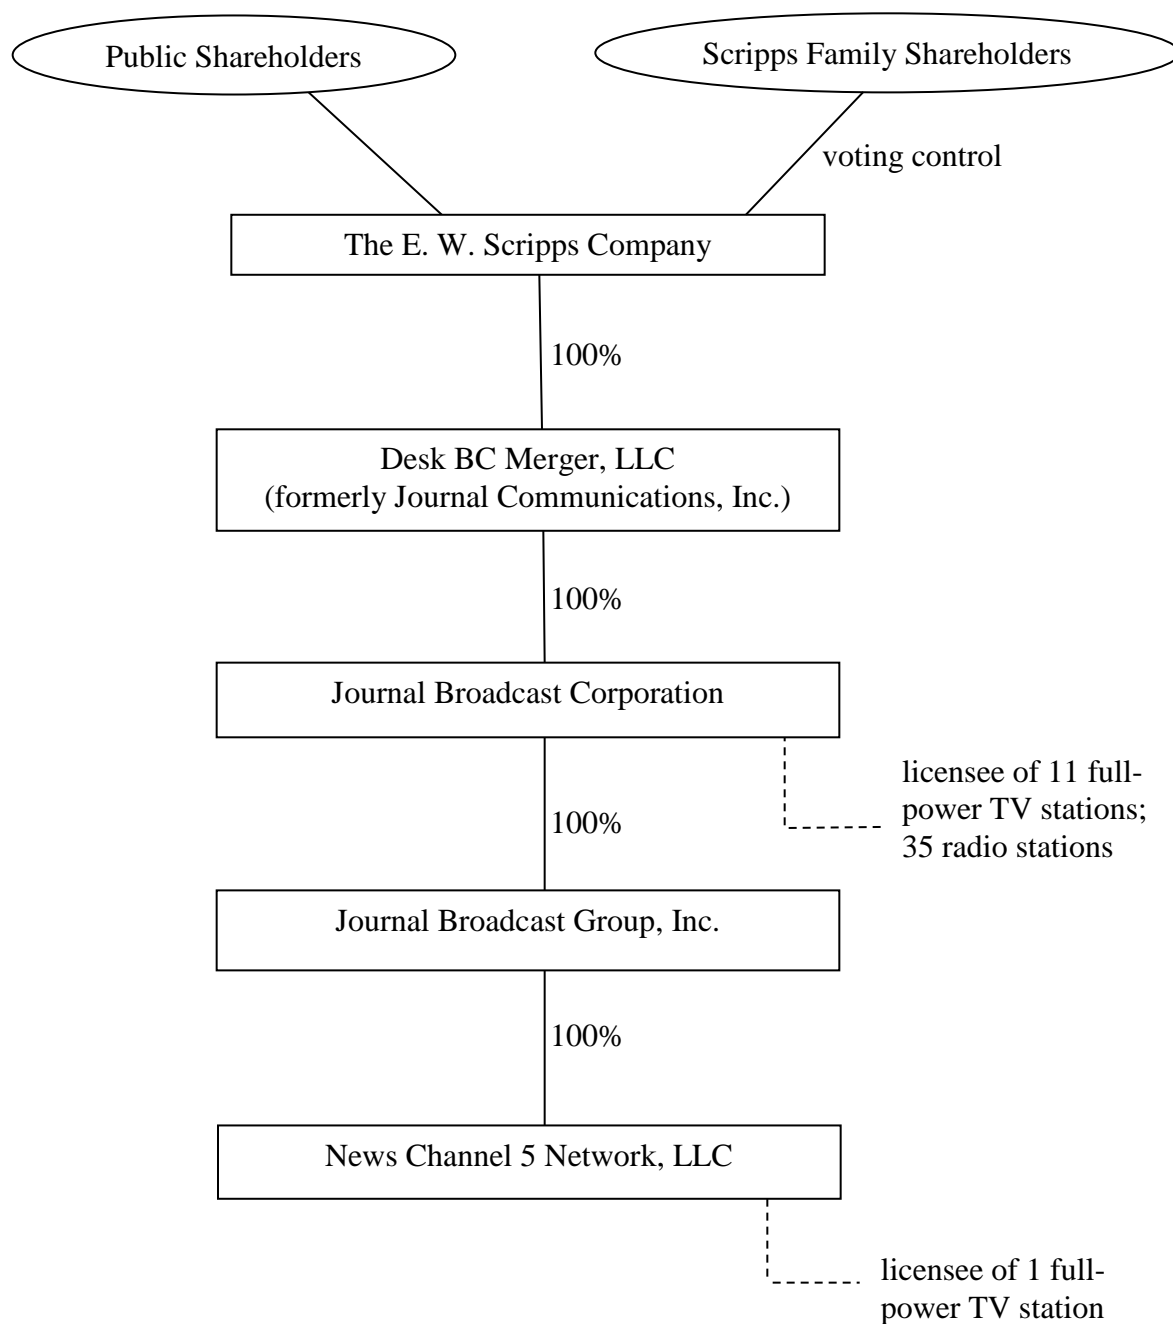 Public Shareholders
Scripps Family Shareholders
voting control
The E. W. Scripps Company
100%
Desk BC Merger, LLC
(formerly Journal Communications, Inc.)
100%
Journal Broadcast Corporation
licensee of 11 full-
power TV stations;
35 radio stations
100%
Journal Broadcast Group, Inc.
100%
News Channel 5 Network, LLC
licensee of 1 full-
power TV station